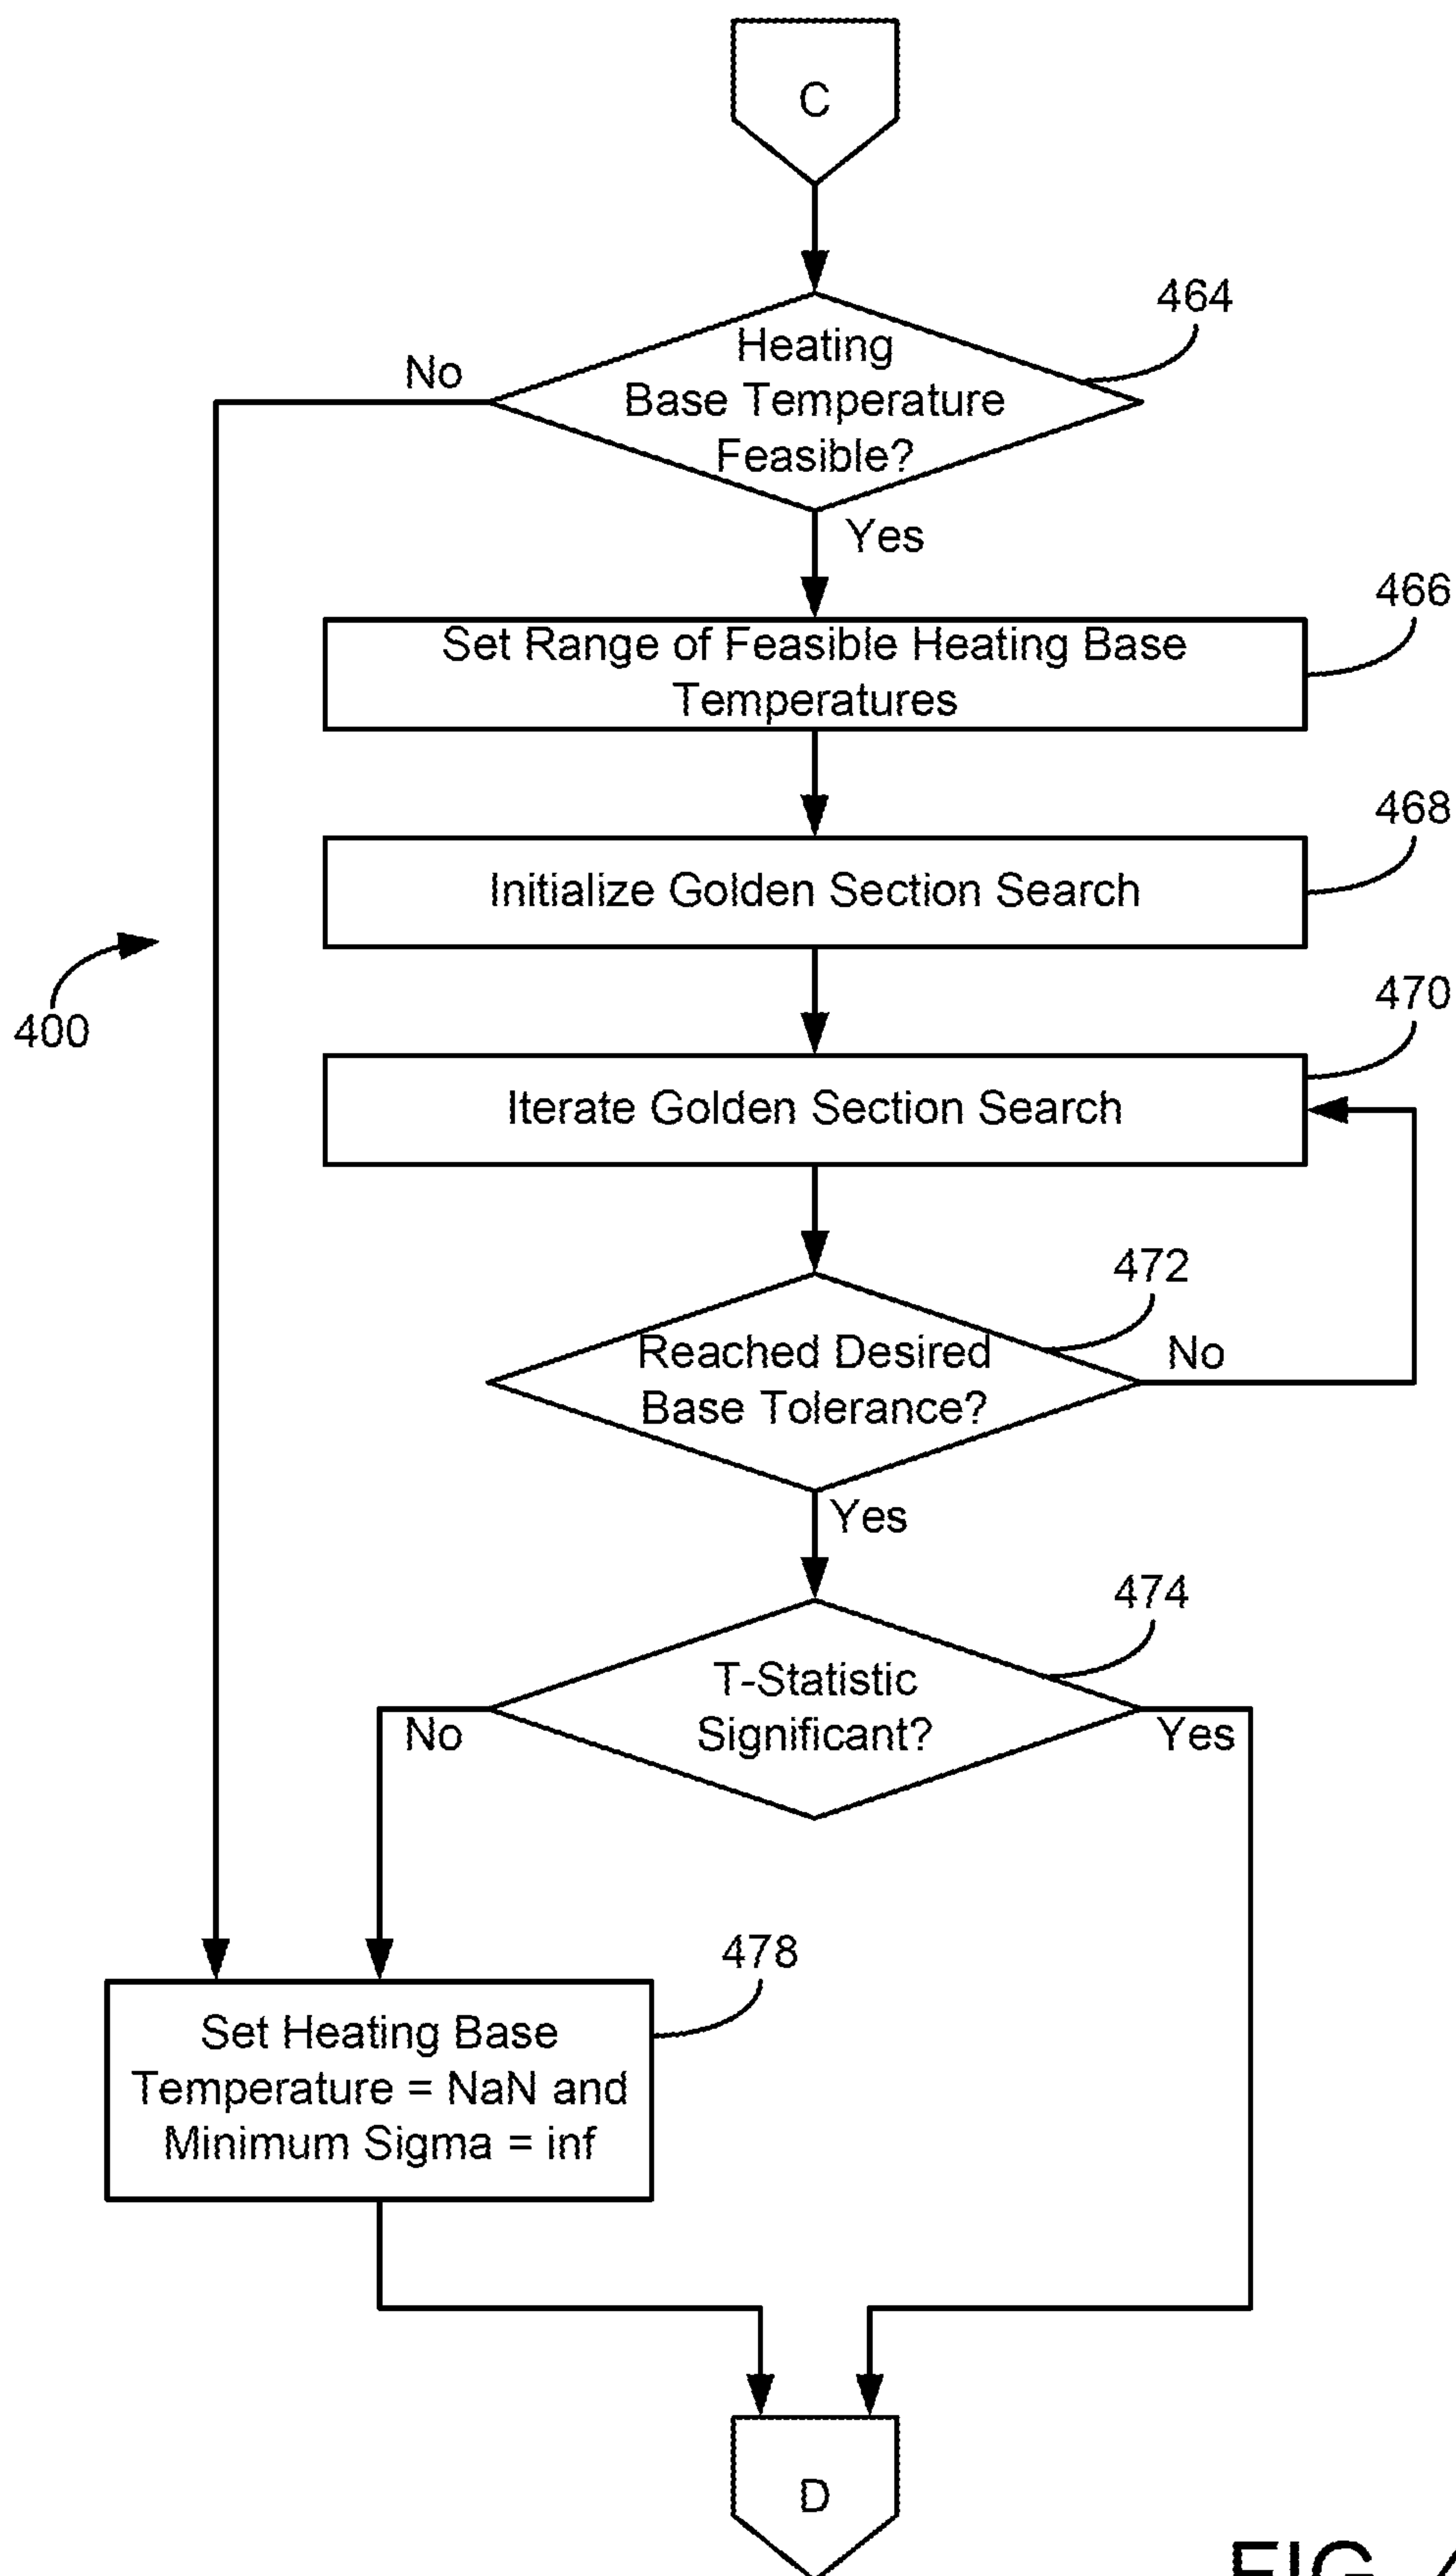 C
464
Heating
No
Base Temperature
Feasible?
Yes
466
Set Range of Feasible Heating Base
Temperatures
468
Initialize Golden Section Search
400
470
Iterate Golden Section Search
472
Reached Desired
No
Base Tolerance?
Yes
474
T-Statistic
No
Significant?
Yes
478
Set Heating Base
Temperature = NaN and
Minimum Sigma = inf
D
FIG.